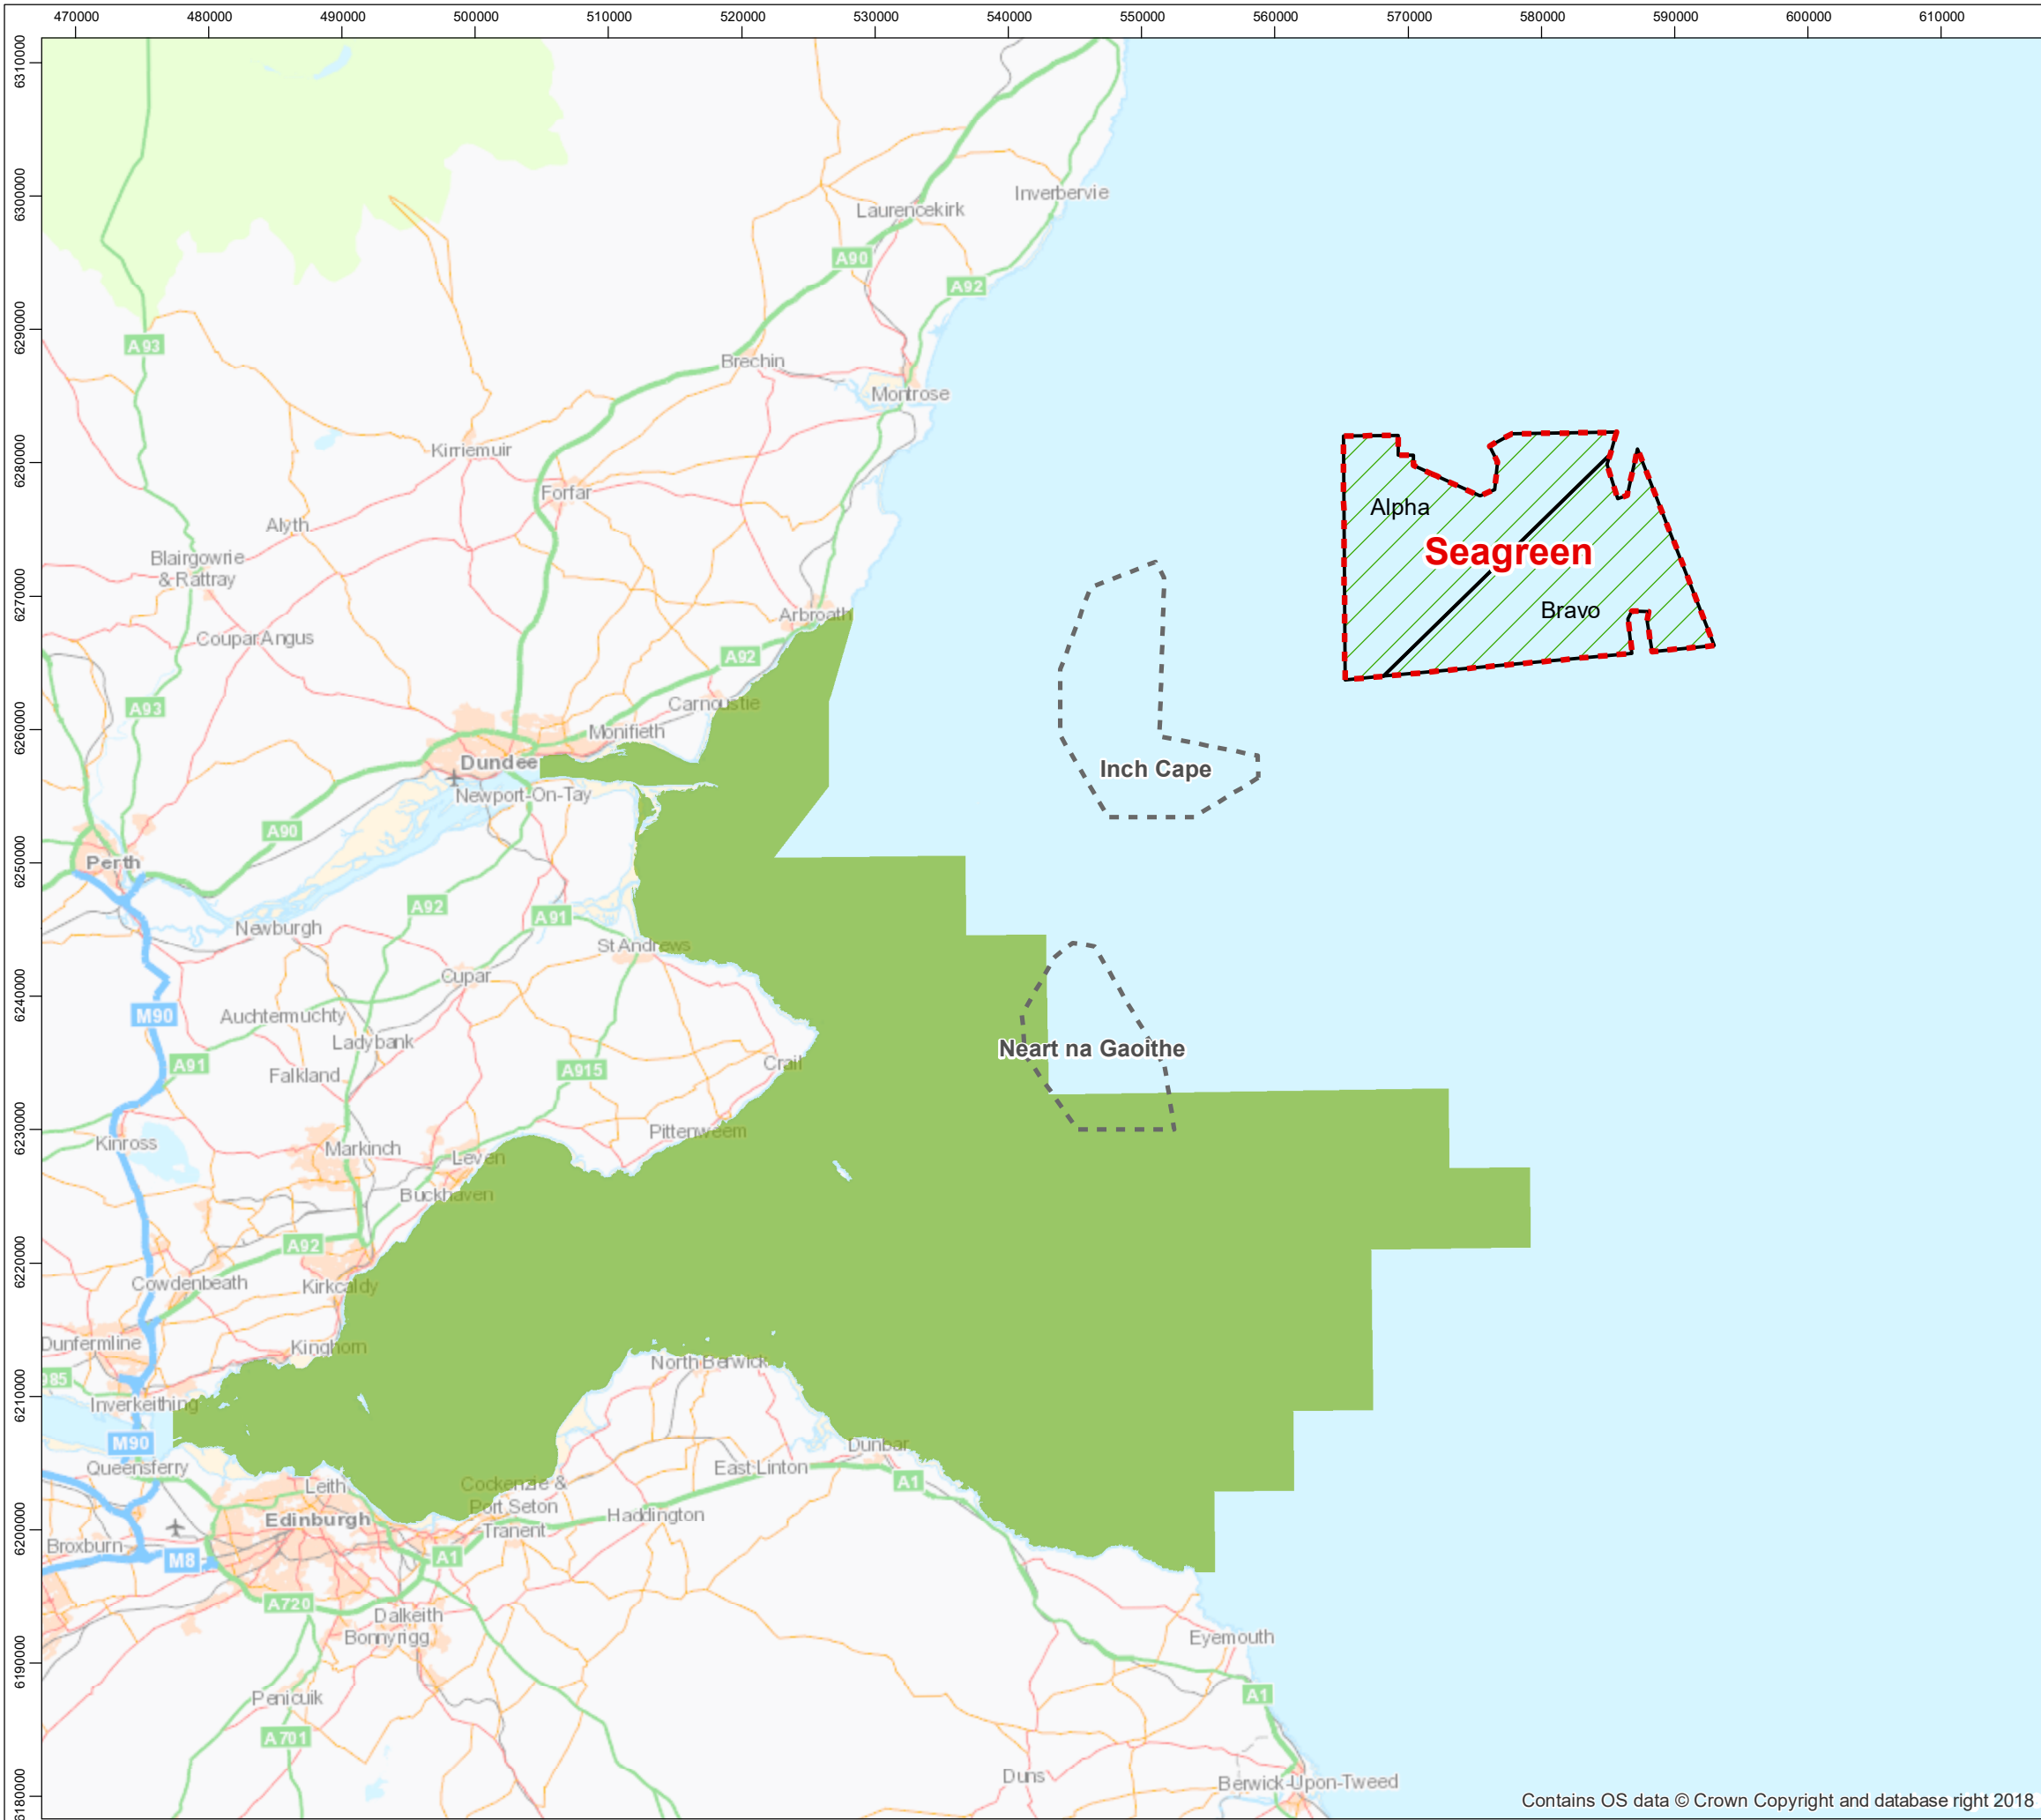 470000 480000 490000 500000 510000 520000 530000 540000 550000 560000 570000 580000 590000 600000 610000
6310000
6300000
6290000
6280000
6270000
6260000
6250000
6240000
6230000
6220000
6210000
6200000
6190000
6180000
Inverbervie
Laurencekirk
A90
A92
A93
Brechin
Montrose
Kirriemuir
Forfar
Alpha
Alyth
Seagreen
Blairgowrie
& Rattray
Bravo
Arbroath
Coupar Angus
A92
Carnoustie
A93
Monifieth
Dundee
Inch Cape
Newport-On-Tay
A90
Perth
A92
A91
Newburgh
St Andrews
Cupar
M90
Auchtermuchty
Ladybank
Neart na Gaoithe
A91
Falkland
A915
Crail
Pittenweem
Kinross
Markinch
Leven
Buckhaven
A92
Cowdenbeath
Kirkcaldy
Dunfermline
Kinghorn
North Berwick
985
Inverkeithing
M90
Dunbar
Queensferry
East Linton
A1
Leith
Cockenzie &
Port Seton
Edinburgh
Haddington
Tranent
Broxburn
M8
A1
A720
Dalkeith
Bonnyrigg
Eyemouth
Penicuik
A1
A701
Duns
Berwick-Upon-Tweed
Contains OS data © Crown Copyright and database right 2018